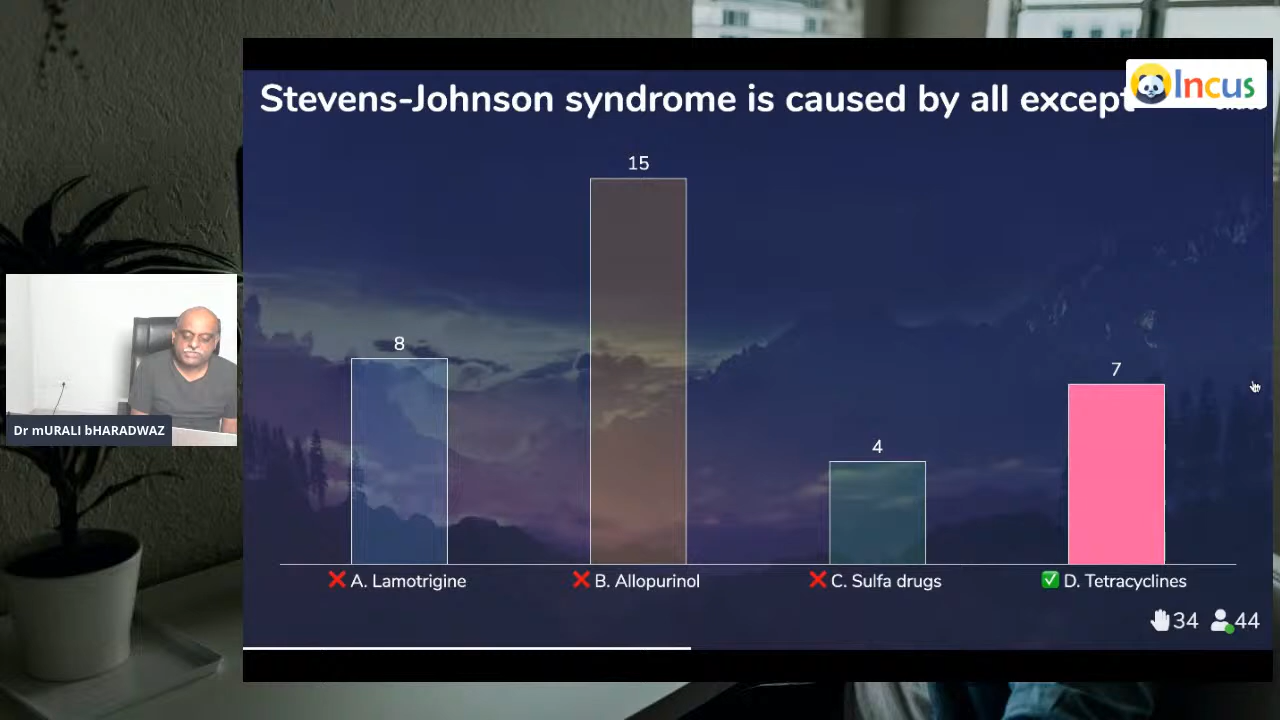 Stevens-Johnson syndrome is caused by all except
Incus
15
8
7
4
Dr mURALI bHARADWAZ
❌ A. Lamotrigine
❌ B. Allopurinol
❌ C. Sulfa drugs
✅ D. Tetracyclines
34
44